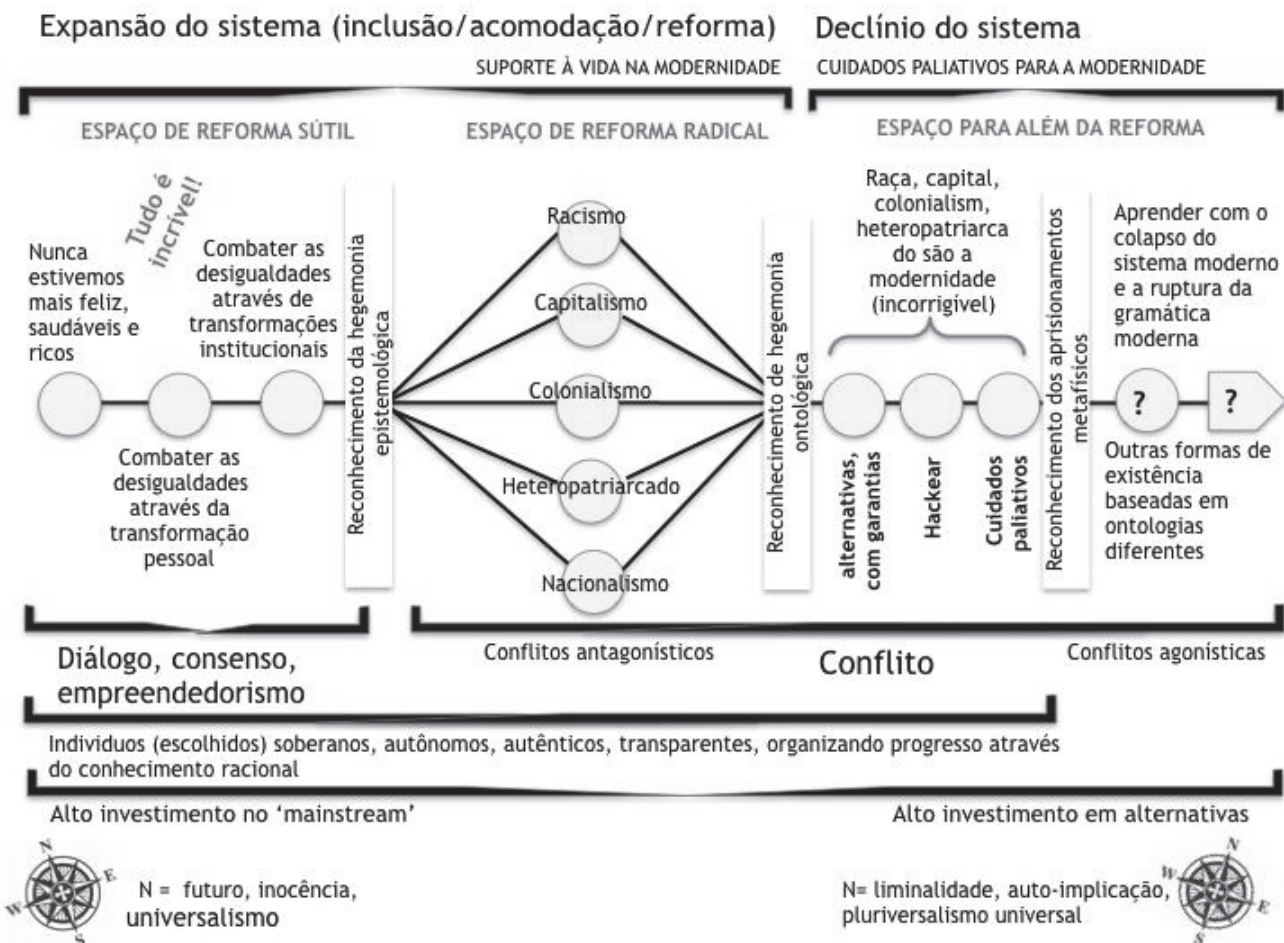 Expansão do sistema (inclusão/acomodação/reforma)
Declínio do sistema
SUPORTE À VIDA NA MODERNIDADE
CUIDADOS PALIATIVOS PARA A MODERNIDADE
ESPAÇO DE REFORMA SÚTIL
ESPAÇO DE REFORMA RADICAL
ESPAÇO PARA ALÉM DA REFORMA
Nunca
estivemos
mais feliz,
saudáveis e
ricos
Tudo é
incrível!
Combater as
desigualdades
através de
transformações
institucionais
Combater as
desigualdades
através da
transformação
pessoal
Reconhecimento da hegemonia
epistemológica
Racismo
Capitalismo
Colonialismo
Heteropatriarcado
Nacionalismo
Reconhecimento de hegemonia
ontológica
Raça, capital,
colonialism,
heteropatriarca
do são a
modernidade
(incorrigível)
alternativas,
com garantias
Hackear
Cuidados
paliativos
Reconhecimento dos aprisionamentos
metafísicos
Aprender com o
colapso do
sistema moderno
e a ruptura da
gramática
moderna
?
?
Outras formas de
existência
baseadas em
ontologias
diferentes
Diálogo, consenso,
empreendedorismo
Conflitos antagonísticos
Conflito
Conflitos agonísticas
Individuos (escolhidos) soberanos, autônomos, autênticos, transparentes, organizando progresso através
do conhecimento racional
Alto investimento no ‘mainstream’
Alto investimento em alternativas
N
E
S
W
N = futuro, inocência,
universalismo
N= liminalidade, auto-implicação,
pluriversalismo universal
N
E
S
W